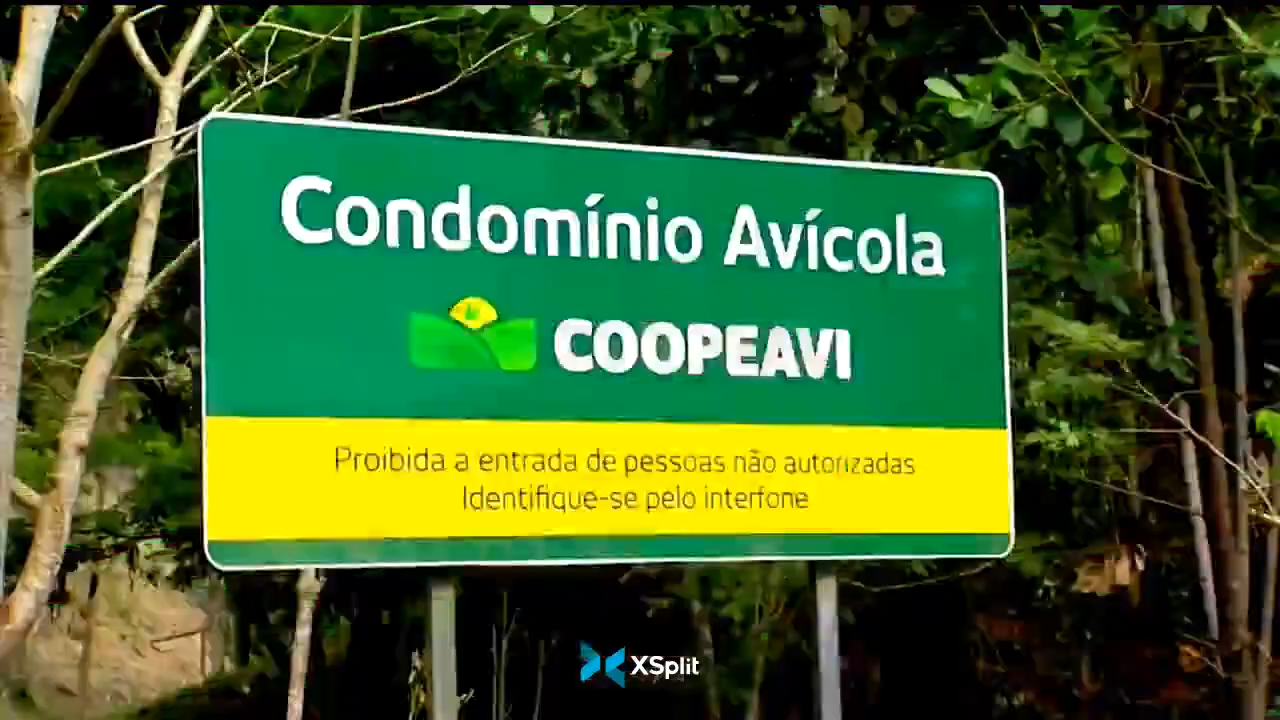 Condomínio Avícola
COOPEAVI
Proibida a entrada de pessoas não autorizadas
Identifique-se pelo interfone
XSplit